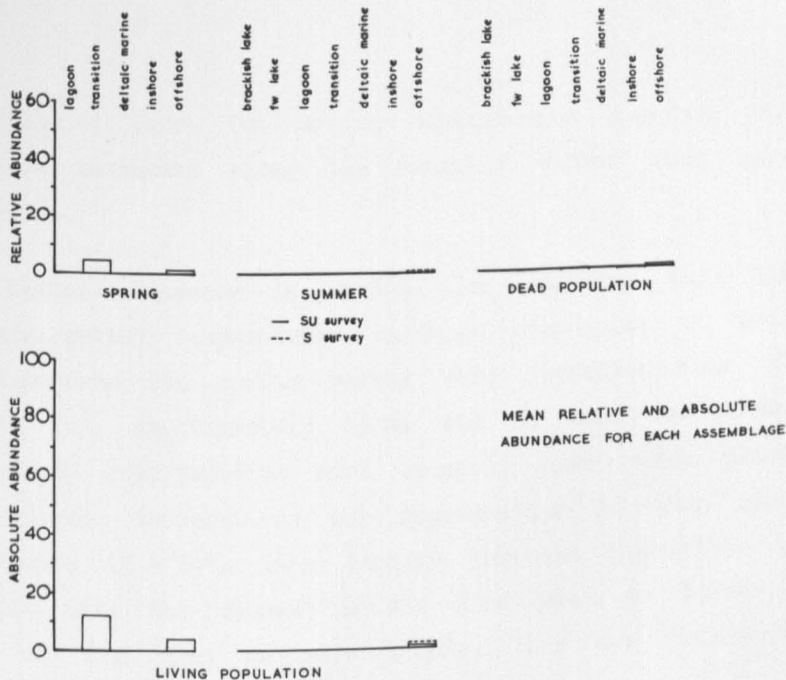 lagoon
transition
deltaic marine
inshore
offshore
brackish lake
fw lake
lagoon
transition
deltaic marine
inshore
offshore
brackish lake
fw lake
lagoon
transition
deltaic marine
inshore
offshore
RELATIVE ABUNDANCE
60
40
20
0
SPRING
SUMMER
DEAD POPULATION
SU survey
S survey
ABSOLUTE ABUNDANCE
100
80
60
40
20
0
MEAN RELATIVE AND ABSOLUTE
ABUNDANCE FOR EACH ASSEMBLAGE
LIVING POPULATION